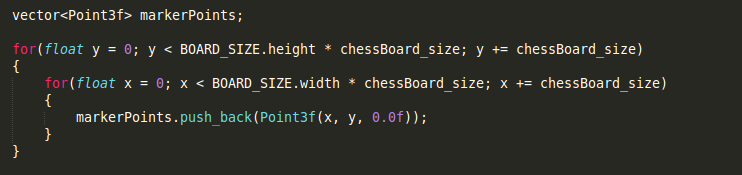 vector<Point3f> markerPoints;
for(float y = 0; y < BOARD_SIZE.height * chessBoard_size; y += chessBoard_size)
{
for(float x = 0; x < BOARD_SIZE.width * chessBoard_size; x += chessBoard_size)
{
markerPoints.push_back(Point3f(x, y, 0.0f));
}
}